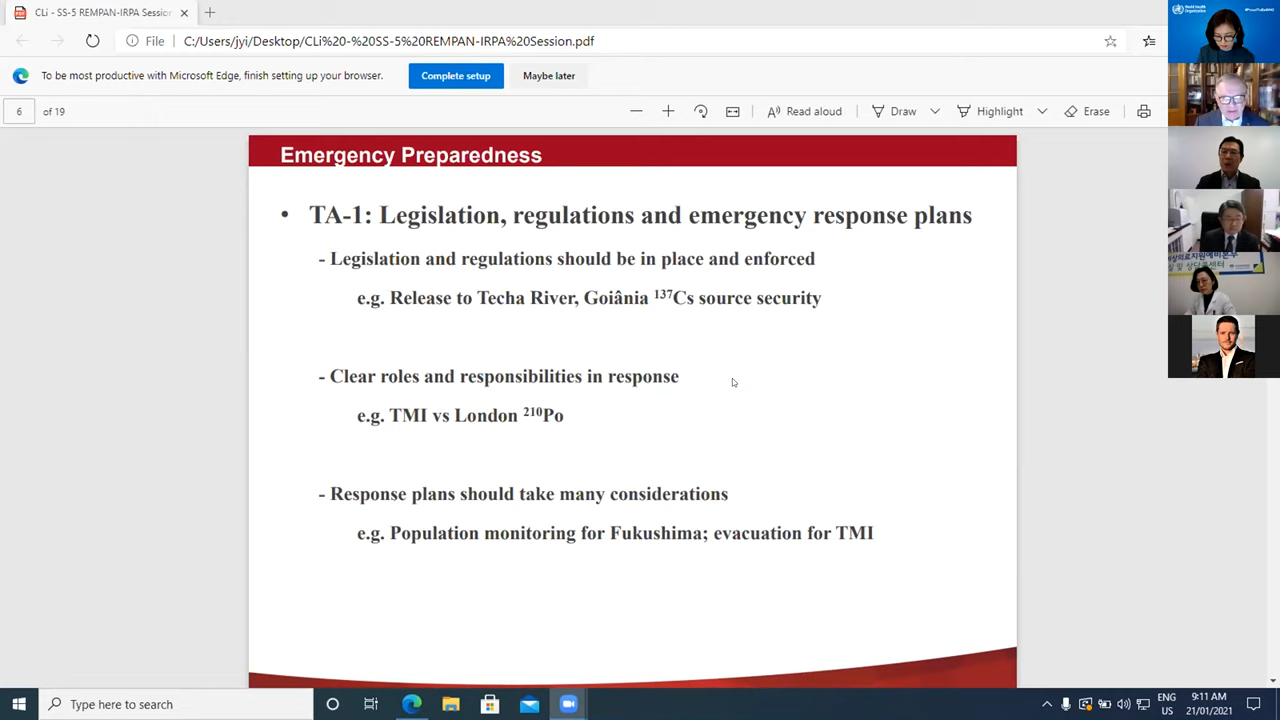 CLi - SS-5 REMPAN-IRPA Session
File C:/Users/jyi/Desktop/CLi%20-%20SS-5%20REMPAN-IRPA%20Session.pdf
To be most productive with Microsoft Edge, finish setting up your browser. Complete setup Maybe later
6 of 19 Read aloud Draw Highlight Erase
Emergency Preparedness
• TA-1: Legislation, regulations and emergency response plans
- Legislation and regulations should be in place and enforced
e.g. Release to Techa River, Goiânia ¹³⁷Cs source security
- Clear roles and responsibilities in response
e.g. TMI vs London ²¹⁰Po
- Response plans should take many considerations
e.g. Population monitoring for Fukushima; evacuation for TMI
World Health
Organization
Type here to search
ENG
US
9:11 AM
21/01/2021